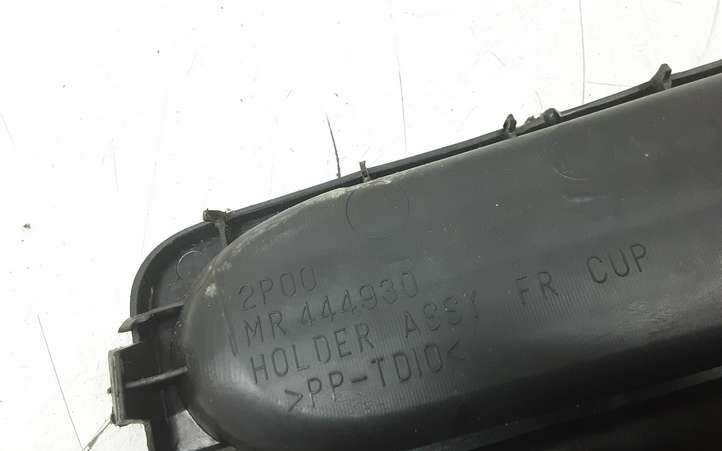 2P00
MR 444930
HOLDER ASSY FR CUP
>PP-TD10<